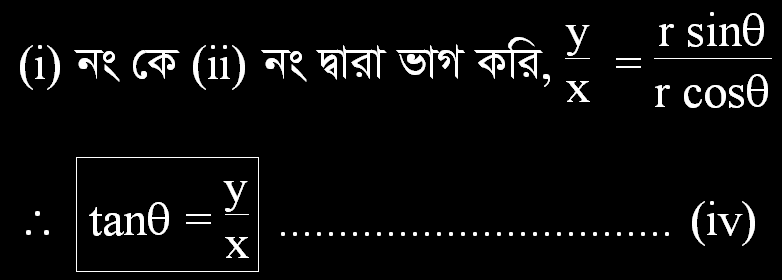 (i) নং কে (ii) নং দ্বারা ভাগ করি, y/x = r sinθ/r cosθ
∴ tanθ = y/x ................................. (iv)